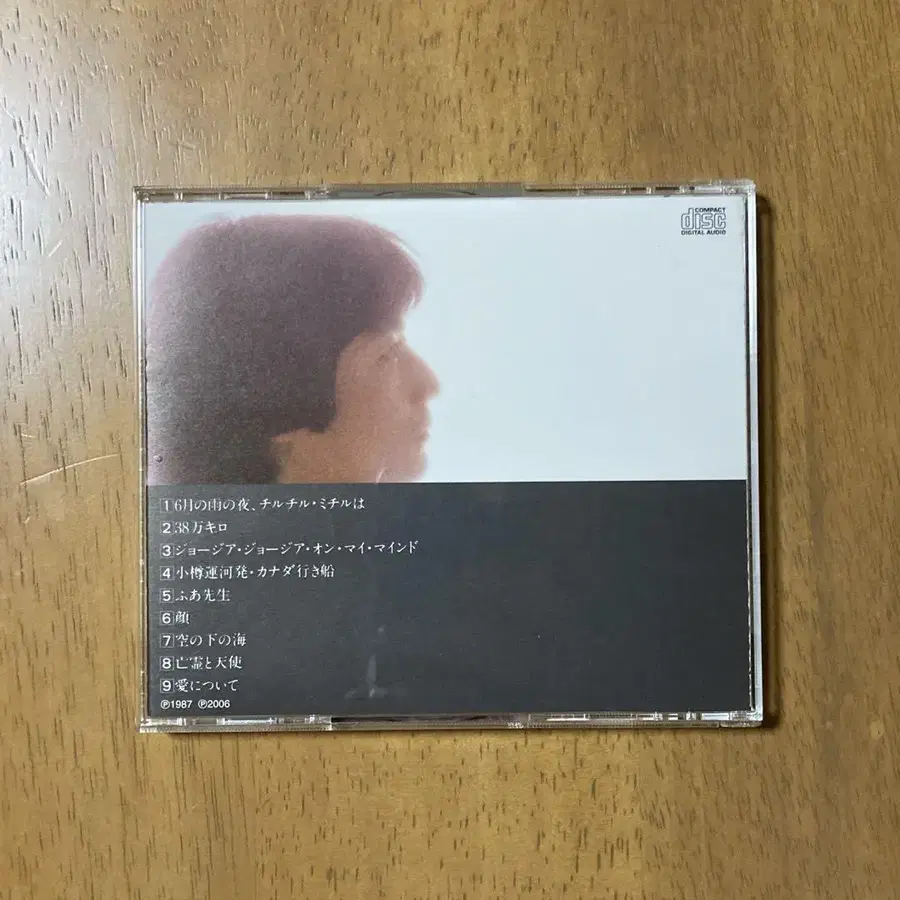 COMPACT
disc
DIGITAL AUDIO
1 6月の雨の夜、チルチル・ミチルは
2 38万キロ
3 ジョージア・ジョージア・オン・マイ・マインド
4 小樽運河発・カナダ行き船
5 ふあ先生
6 顔
7 空の下の海
8 亡霊と天使
9 愛について
℗1987 ℗2006